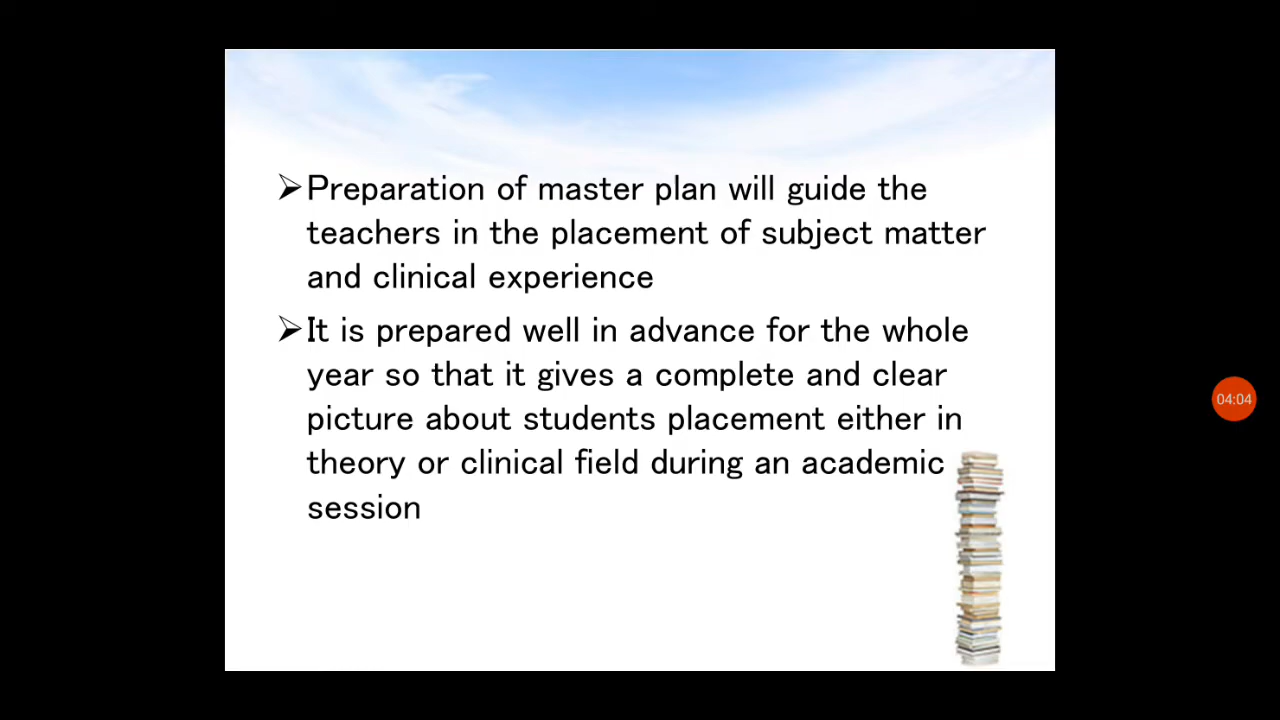 ➢Preparation of master plan will guide the
teachers in the placement of subject matter
and clinical experience
➢It is prepared well in advance for the whole
year so that it gives a complete and clear
picture about students placement either in
theory or clinical field during an academic
session
04:04